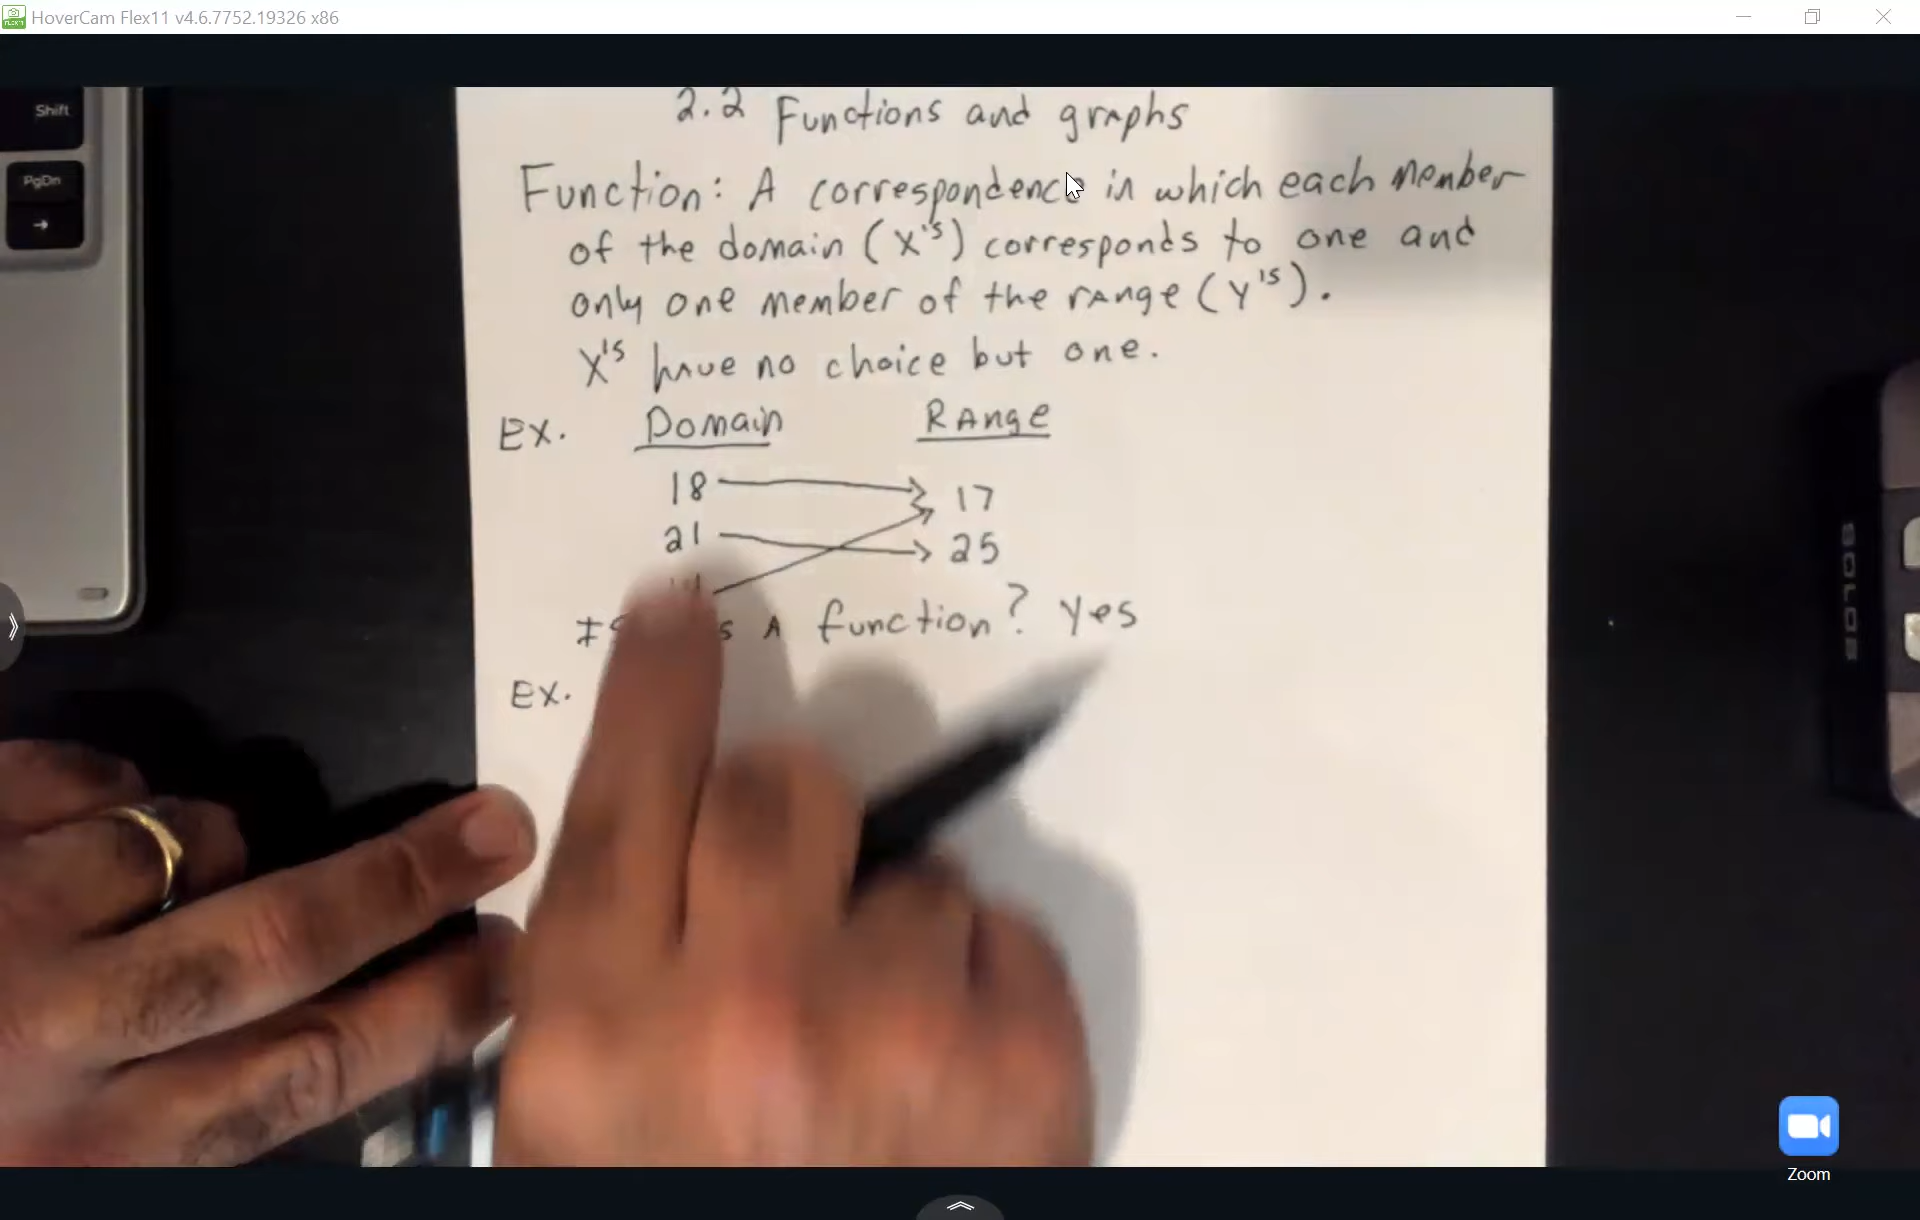 HoverCam Flex11 v4.6.7752.19326 x86
Shift
PgDn
2.2 Functions and graphs
Function: A correspondence in which each member
of the domain (x's) corresponds to one and
only one member of the range (y's).
X's have no choice but one.
EX. Domain Range
18 17
21 25
A function? Yes
EX.
Zoom